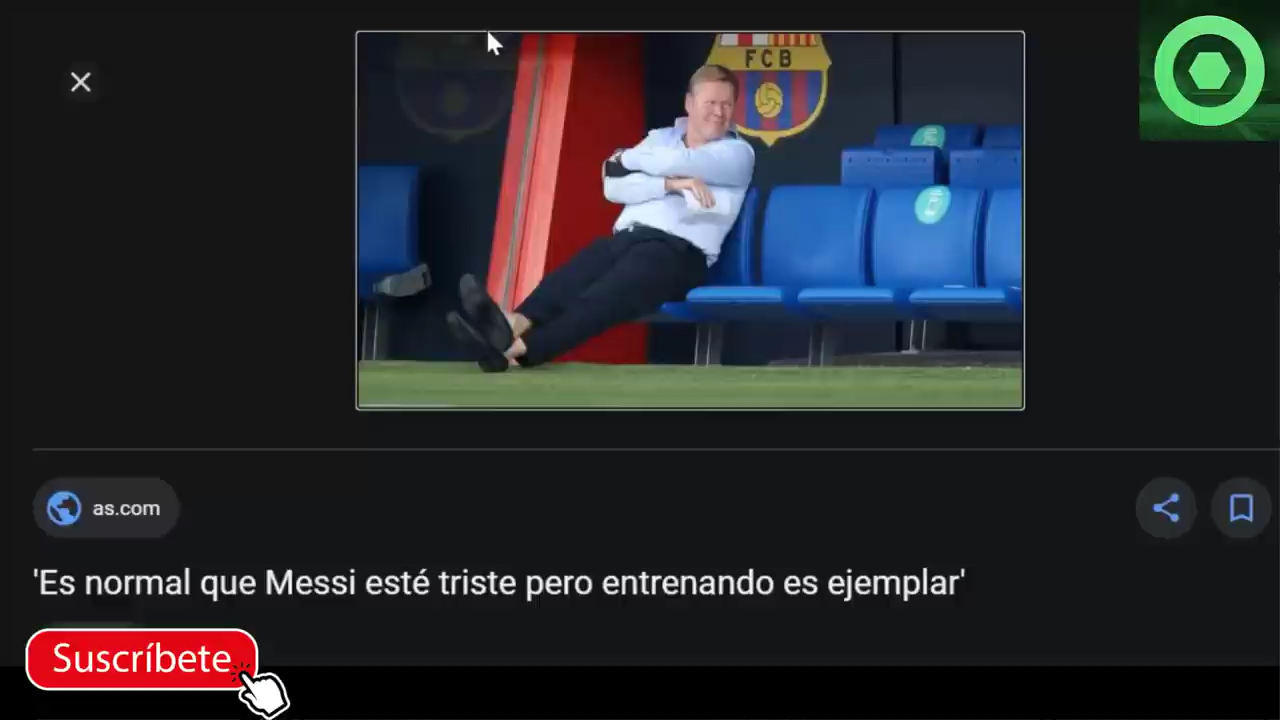 FCB
as.com
'Es normal que Messi esté triste pero entrenando es ejemplar'
Suscríbete